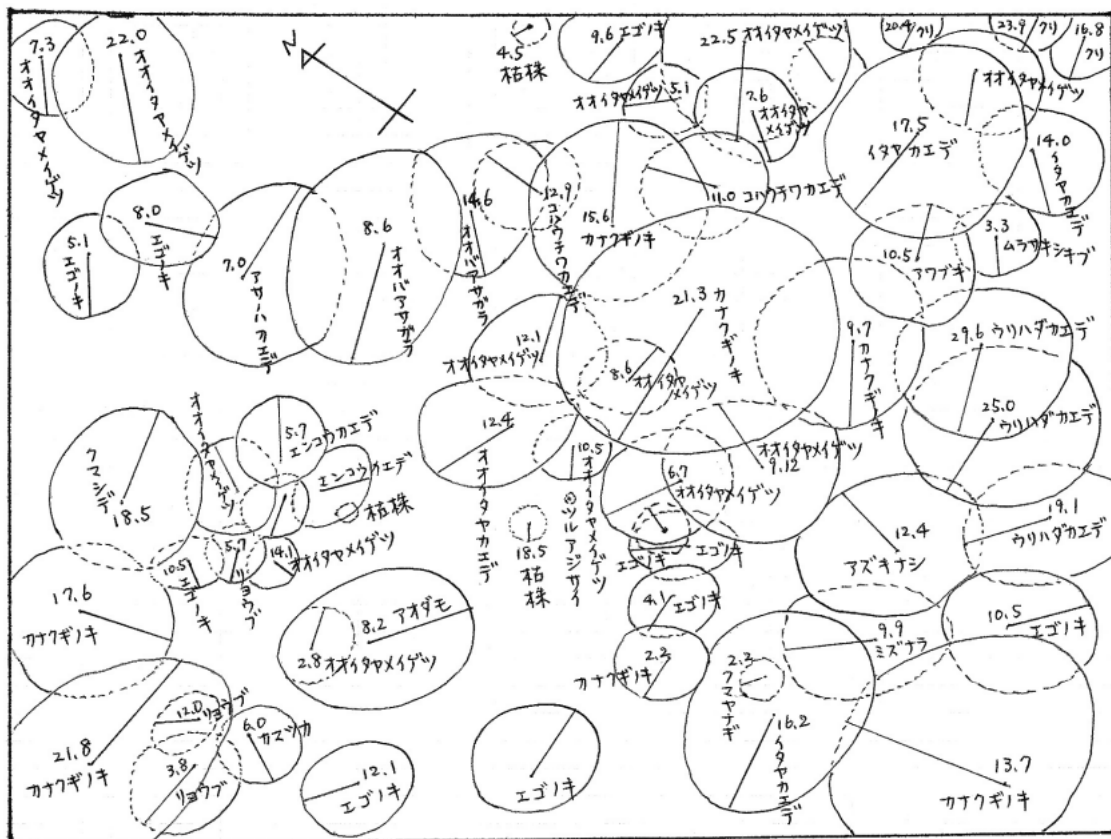 7.3
オオイタヤメイゲツ
22.0
オオイタヤメイゲツ
N
4.5
枯株
9.6 エゴノキ
22.5 オオイタヤメイゲツ
20.4 クリ
23.9 クリ
16.8
クリ
オオイタヤメイゲツ 5.1
7.6
オオイタヤ
メイゲツ
17.5
イタヤカエデ
オオイタヤメイゲツ
14.0
イタヤカエデ
8.0
エゴノキ
5.1
エゴノキ
7.0
アサノハカエデ
8.6
オオバアサガラ
14.6
オオバアサガラ
12.9
コハウチワカエデ
15.6
カナクギノキ
11.0 コハウチワカエデ
10.5
アワブキ
3.3
ムラサキシキブ
12.1
オオイタヤメイゲツ
21.3
カナクギノキ
8.6
オオイタヤ
メイゲツ
9.7
カナクギノキ
29.6 ウリハダカエデ
25.0
ウリハダカエデ
クマシデ
18.5
オオイタヤメイゲツ
5.7
エンコウカエデ
エンコウカエデ
枯株
12.4
オオイタヤカエデ
10.5
オオイタヤメイゲツ
ツルアジサイ
18.5
枯株
オオイタヤメイゲツ
9.12
6.7
オオイタヤメイゲツ
エゴノキ
エゴノキ
12.4
アズキナシ
19.1
ウリハダカエデ
10.5
エゴノキ
5.7
リョウブ
14.1
オオイタヤメイゲツ
17.6
カナクギノキ
8.2 アオダモ
2.8 オオイタヤメイゲツ
4.1
エゴノキ
2.2
カナクギノキ
9.9
ミズナラ
10.5
エゴノキ
2.3
クマヤナギ
16.2
イタヤカエデ
13.7
カナクギノキ
12.0
リョウブ
6.0
カマツカ
21.8
カナクギノキ
3.8
リョウブ
12.1
エゴノキ
エゴノキ